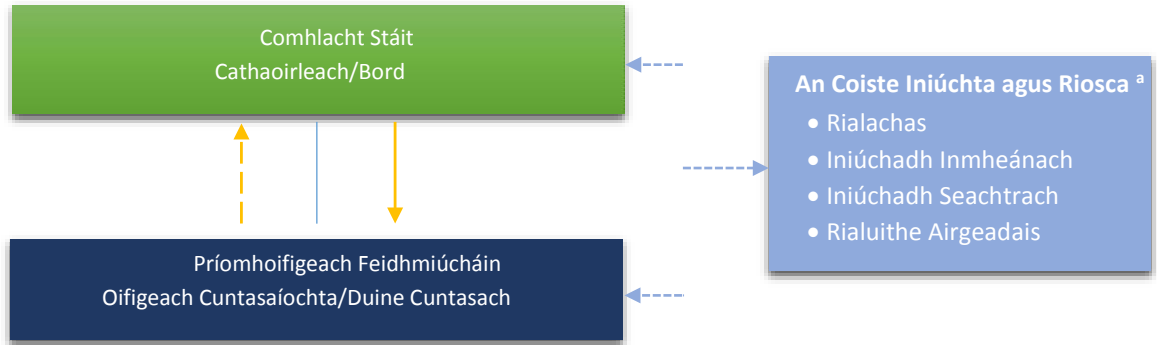 Comhlacht Stáit
Cathaoirleach/Bord
An Coiste Iniúchta agus Riosca ᵃ
• Rialachas
• Iniúchadh Inmheánach
• Iniúchadh Seachtrach
• Rialuithe Airgeadais
Príomhoifigeach Feidhmiúcháin
Oifigeach Cuntasaíochta/Duine Cuntasach